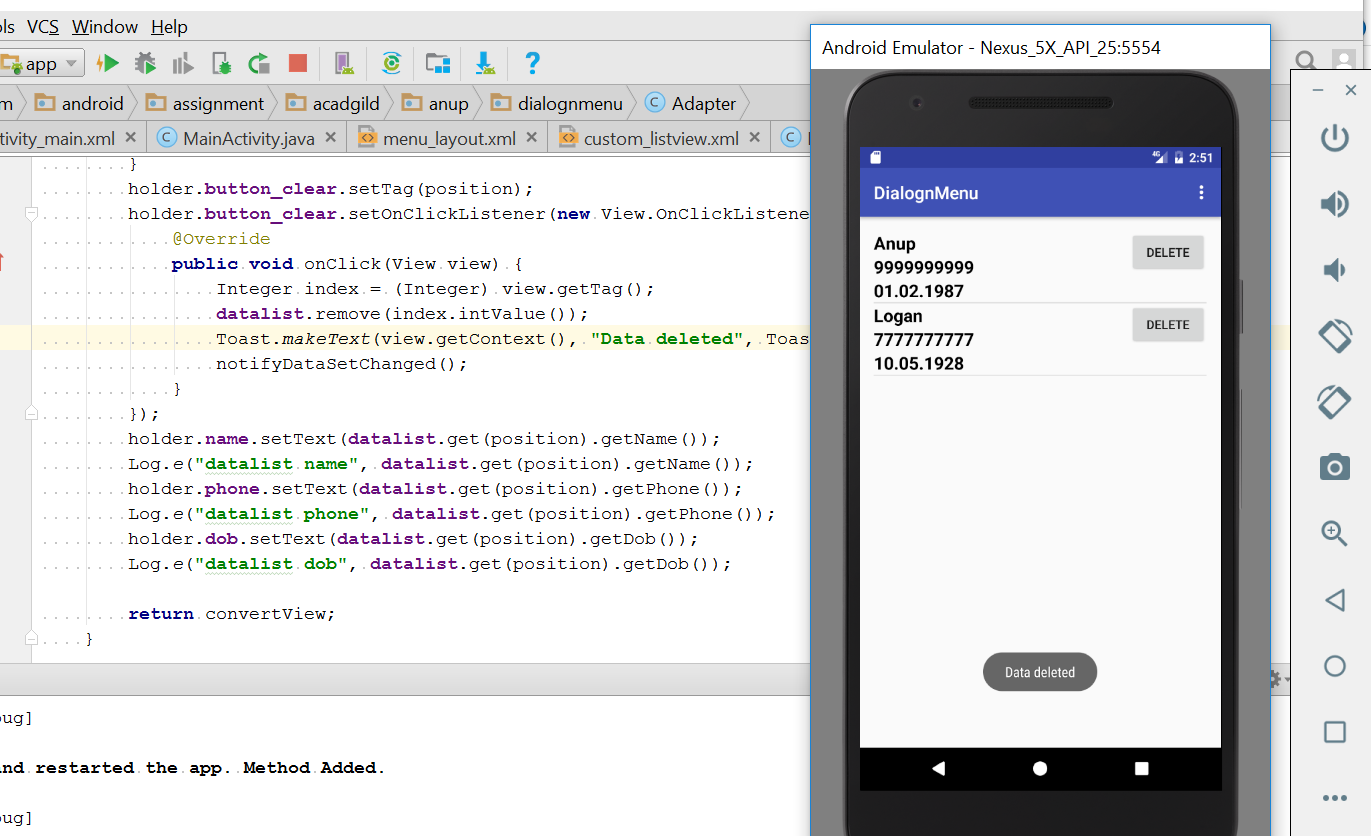 ols VCS Window Help
app
m android assignment acadgild anup dialognmenu Adapter
tivity_main.xml MainActivity.java menu_layout.xml custom_listview.xml
}
holder.button_clear.setTag(position);
holder.button_clear.setOnClickListener(new View.OnClickListene
@Override
public void onClick(View view) {
Integer index = (Integer) view.getTag();
datalist.remove(index.intValue());
Toast.makeText(view.getContext(), "Data deleted", Toas
notifyDataSetChanged();
}
});
holder.name.setText(datalist.get(position).getName());
Log.e("datalist name", datalist.get(position).getName());
holder.phone.setText(datalist.get(position).getPhone());
Log.e("datalist phone", datalist.get(position).getPhone());
holder.dob.setText(datalist.get(position).getDob());
Log.e("datalist dob", datalist.get(position).getDob());
return convertView;
}
bug]
and restarted the app. Method Added.
bug]
Android Emulator - Nexus_5X_API_25:5554
4G 2:51
DialognMenu
Anup
DELETE
9999999999
01.02.1987
Logan
DELETE
7777777777
10.05.1928
Data deleted